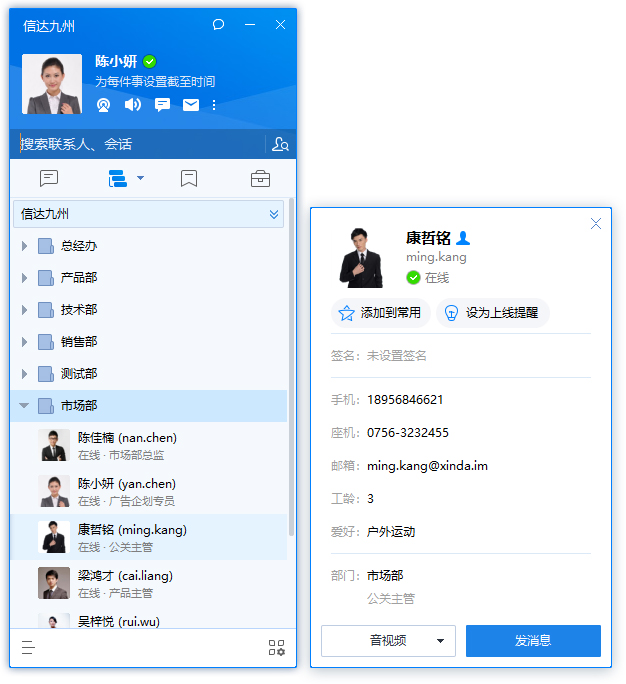 信达九州
陈小妍
为每件事设置截至时间
搜索联系人、会话
信达九州
总经办
产品部
技术部
销售部
测试部
市场部
陈佳楠 (nan.chen)
在线 · 市场部总监
陈小妍 (yan.chen)
在线 · 广告企划专员
康哲铭 (ming.kang)
在线 · 公关主管
梁鸿才 (cai.liang)
在线 · 产品主管
吴梓悦 (rui.wu)
康哲铭
ming.kang
在线
添加到常用
设为上线提醒
签名： 未设置签名
手机： 18956846621
座机： 0756-3232455
邮箱： ming.kang@xinda.im
工龄： 3
爱好： 户外运动
部门： 市场部
公关主管
音视频
发消息